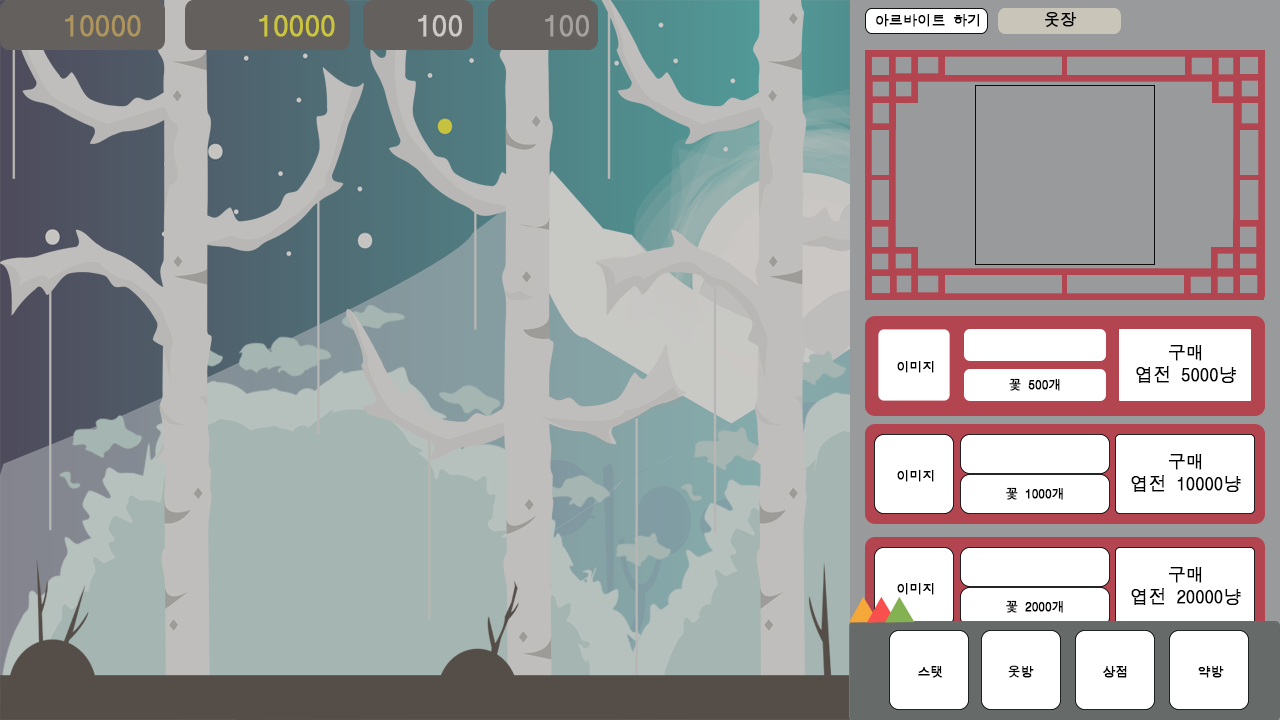 10000
10000
100
100
아르바이트 하기
옷장
이미지
꽃 500개
구매
엽전 5000냥
이미지
꽃 1000개
구매
엽전 10000냥
이미지
꽃 2000개
구매
엽전 20000냥
스탯
옷방
상점
약방